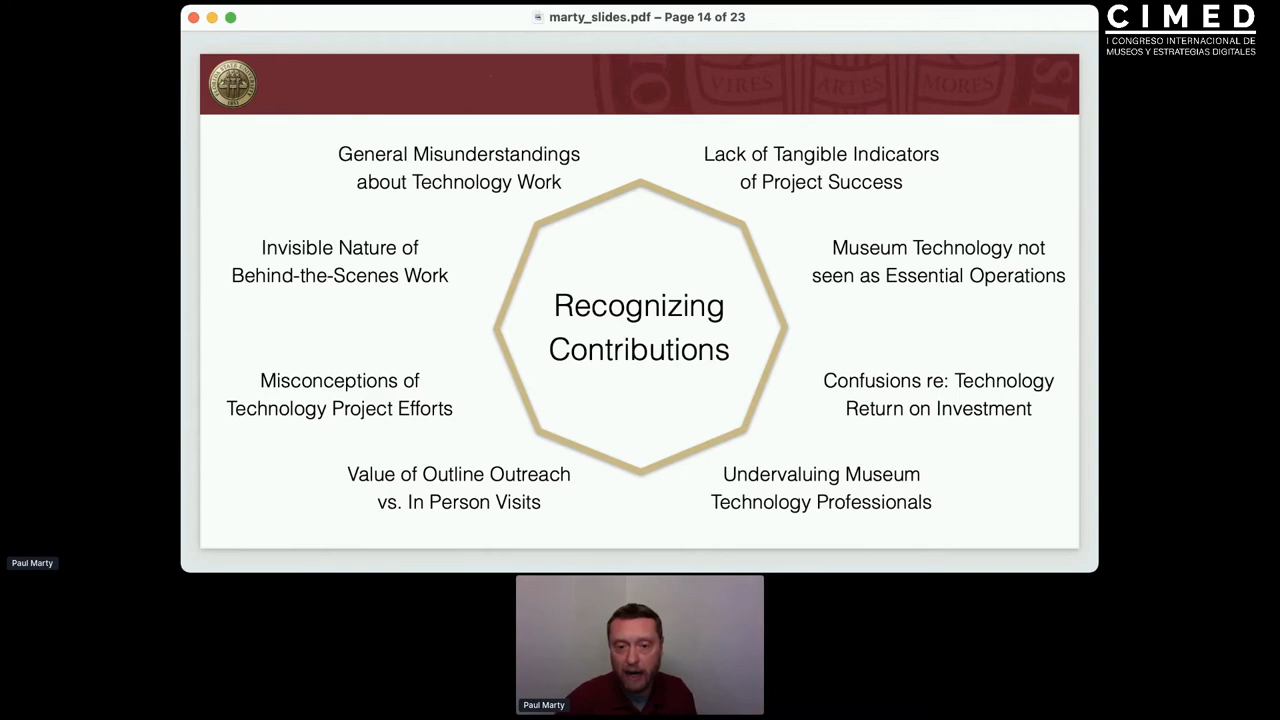 marty_slides.pdf – Page 14 of 23
CIMED
I CONGRESO INTERNACIONAL DE
MUSEOS Y ESTRATEGIAS DIGITALES
VIRES
ARTES
MORES
General Misunderstandings
about Technology Work
Lack of Tangible Indicators
of Project Success
Invisible Nature of
Behind-the-Scenes Work
Museum Technology not
seen as Essential Operations
Recognizing
Contributions
Misconceptions of
Technology Project Efforts
Confusions re: Technology
Return on Investment
Value of Outline Outreach
vs. In Person Visits
Undervaluing Museum
Technology Professionals
Paul Marty
Paul Marty